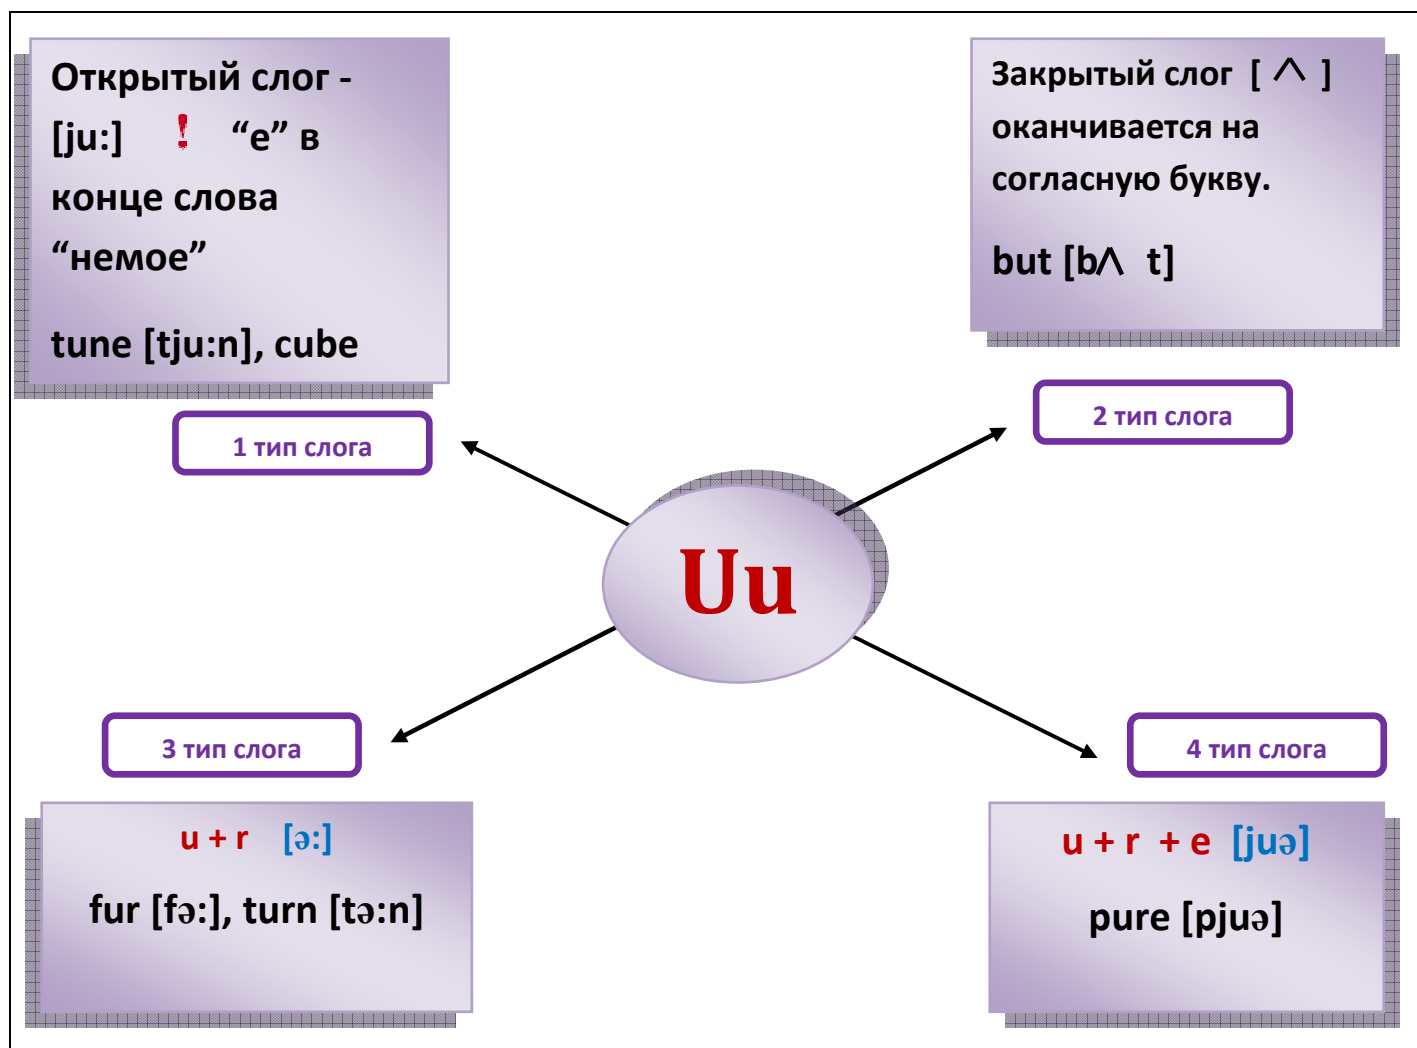 Открытый слог -
[ju:] ! “e” в
конце слова
“немое”
tune [tju:n], cube
Закрытый слог [ ʌ ]
оканчивается на
согласную букву.
but [bʌ t]
1 тип слога
2 тип слога
Uu
3 тип слога
4 тип слога
u + r [ə:]
fur [fə:], turn [tə:n]
u + r + e [juə]
pure [pjuə]